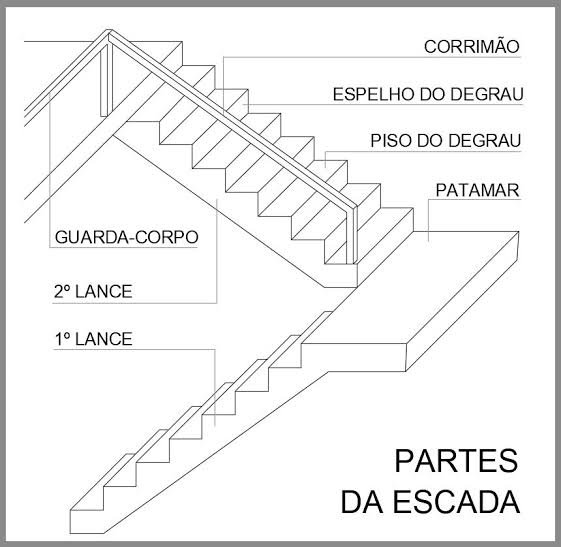 CORRIMÃO
ESPELHO DO DEGRAU
PISO DO DEGRAU
PATAMAR
GUARDA-CORPO
2º LANCE
1º LANCE
PARTES
DA ESCADA